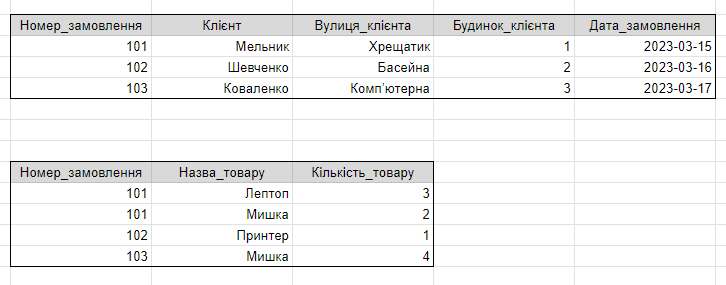 Номер_замовлення Клієнт Вулиця_клієнта Будинок_клієнта Дата_замовлення
101 Мельник Хрещатик 1 2023-03-15
102 Шевченко Басейна 2 2023-03-16
103 Коваленко Комп'ютерна 3 2023-03-17
Номер_замовлення Назва_товару Кількість_товару
101 Лептоп 3
101 Мишка 2
102 Принтер 1
103 Мишка 4